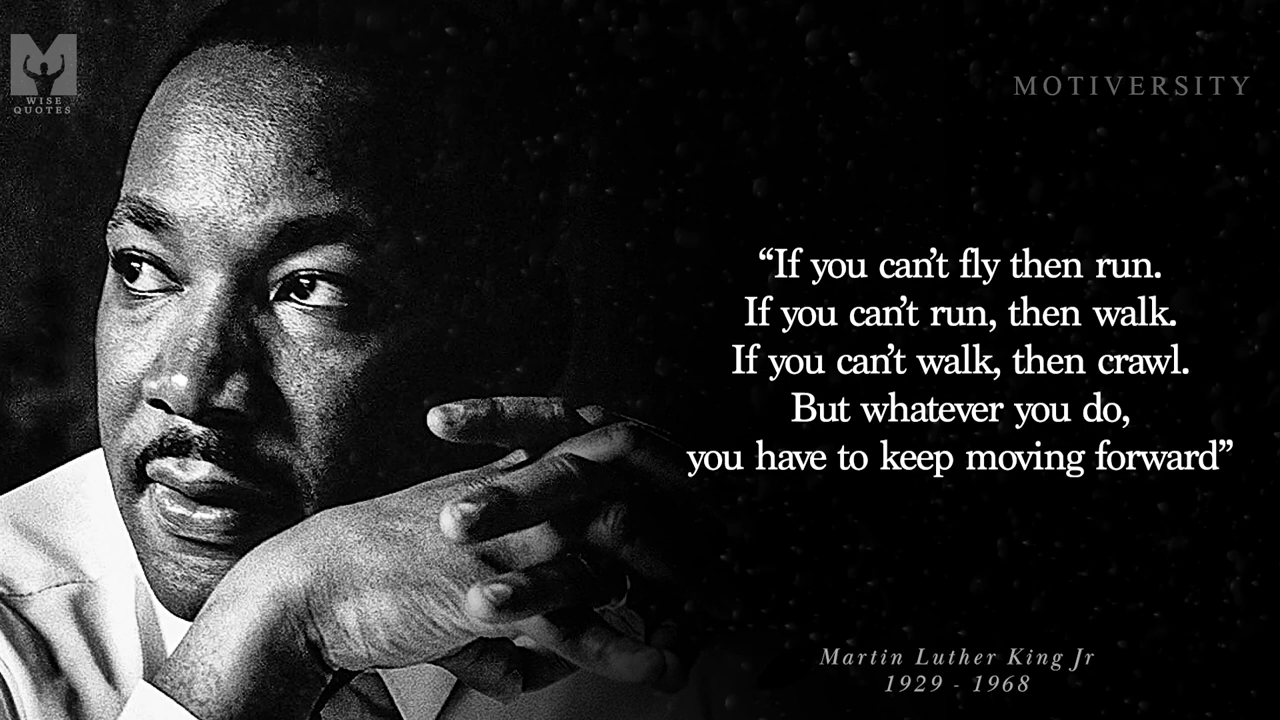 M
WISE
QUOTES
MOTIVERSITY
“If you can’t fly then run.
If you can’t run, then walk.
If you can’t walk, then crawl.
But whatever you do,
you have to keep moving forward”
Martin Luther King Jr
1929 - 1968